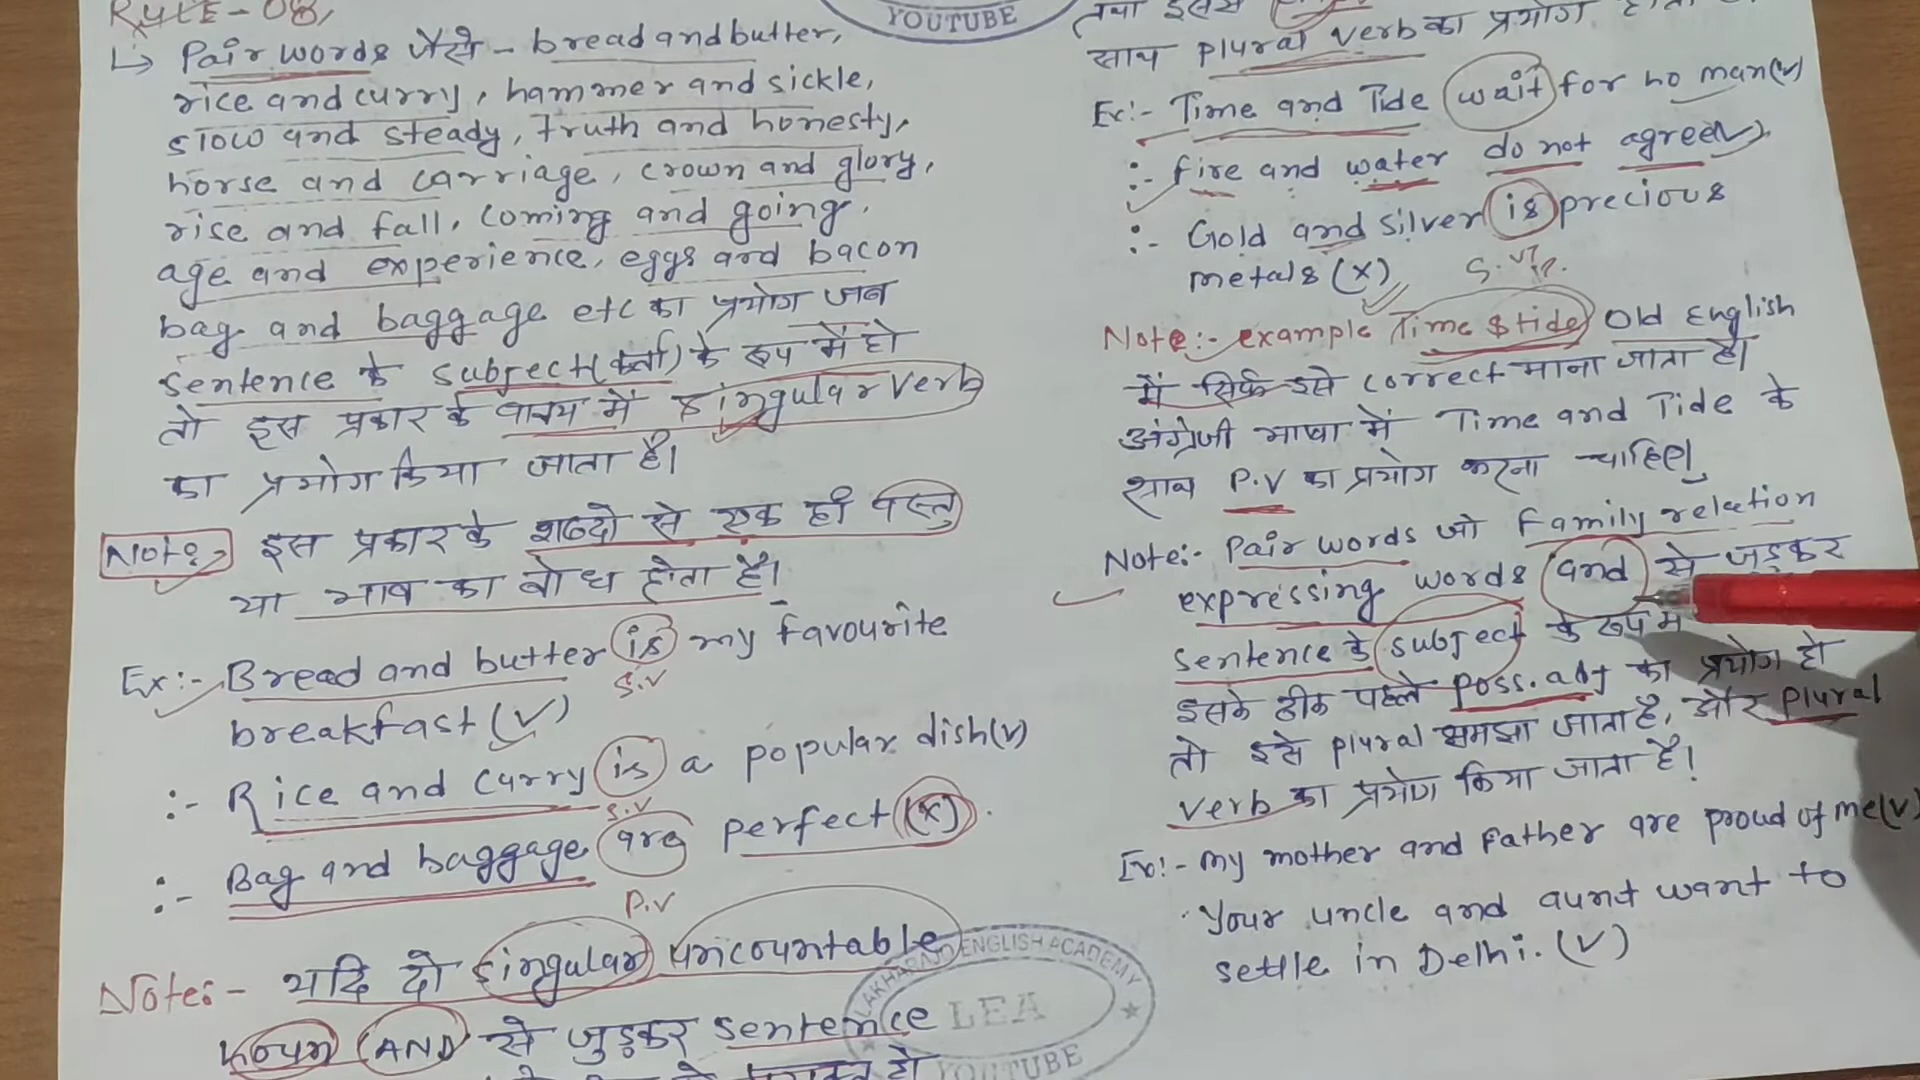 RULE-08,
↳ Pair words जैसे - bread and butter,
rice and curry, hammer and sickle,
slow and steady, truth and honesty,
horse and carriage, crown and glory,
rise and fall, coming and going,
age and experience, eggs and bacon
bag and baggage etc का प्रयोग जब
sentence के subject (कर्ता) के रूप में हो
तो इस प्रकार के वाक्य में singular verb
का प्रयोग किया जाता है।
Note:- इस प्रकार के शब्दो से एक ही वस्तु
या भाव का बोध होता है।
Ex:- Bread and butter is my favourite
S.V
breakfast (√)
:- Rice and curry is a popular dish (√)
S.V
:- Bag and baggage are perfect (x).
P.V
Note:- यदि दो singular uncountable
noun AND से जुड़कर sentence
YOUTUBE
तथा इससे
साथ plural verb का प्रयोग
Ex:- Time and Tide wait for no man (√)
:- fire and water do not agree (√).
:- Gold and silver is precious
metals (x)
S.V
Note:- example Time & tide Old English
में सिर्फ इसे correct माना जाता है।
अंग्रेजी भाषा में Time and Tide के
साथ P.V का प्रयोग करना चाहिए।
Note:- Pair words जो family relation
expressing words and से जुड़कर
sentence के subject के रूप में
इसके ठीक पहले poss. adj का प्रयोग हो
तो इसे plural समझा जाता है, और plural
verb का प्रयोग किया जाता है।
Ex:- My mother and father are proud of me (√)
. Your uncle and aunt want to
settle in Delhi. (√)
ENGLISH ACADEMY
LEA
YOUTUBE